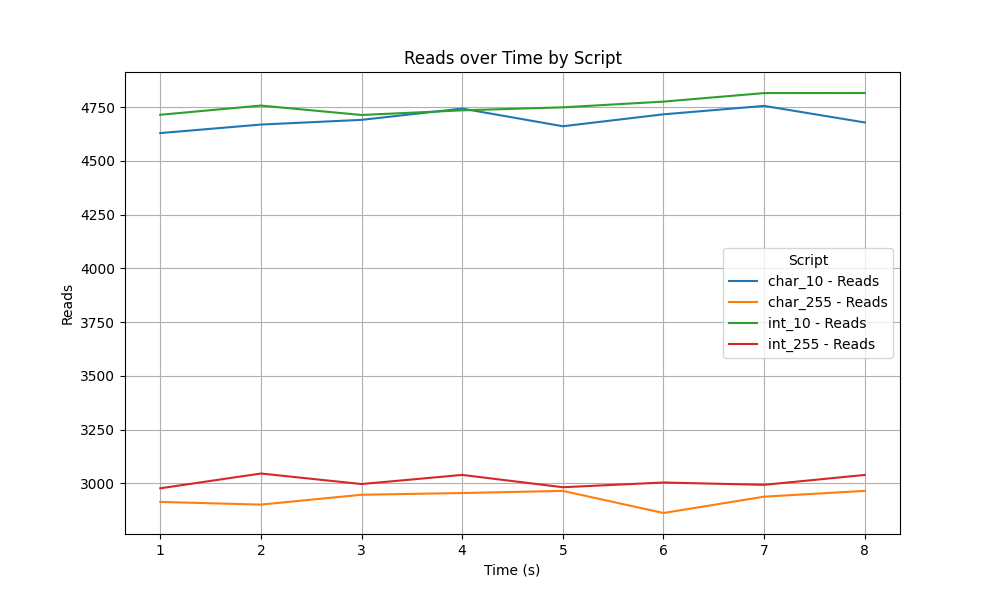 Reads over Time by Script
Reads
4750
4500
4250
4000
3750
3500
3250
3000
Script
char_10 - Reads
char_255 - Reads
int_10 - Reads
int_255 - Reads
1 2 3 4 5 6 7 8
Time (s)